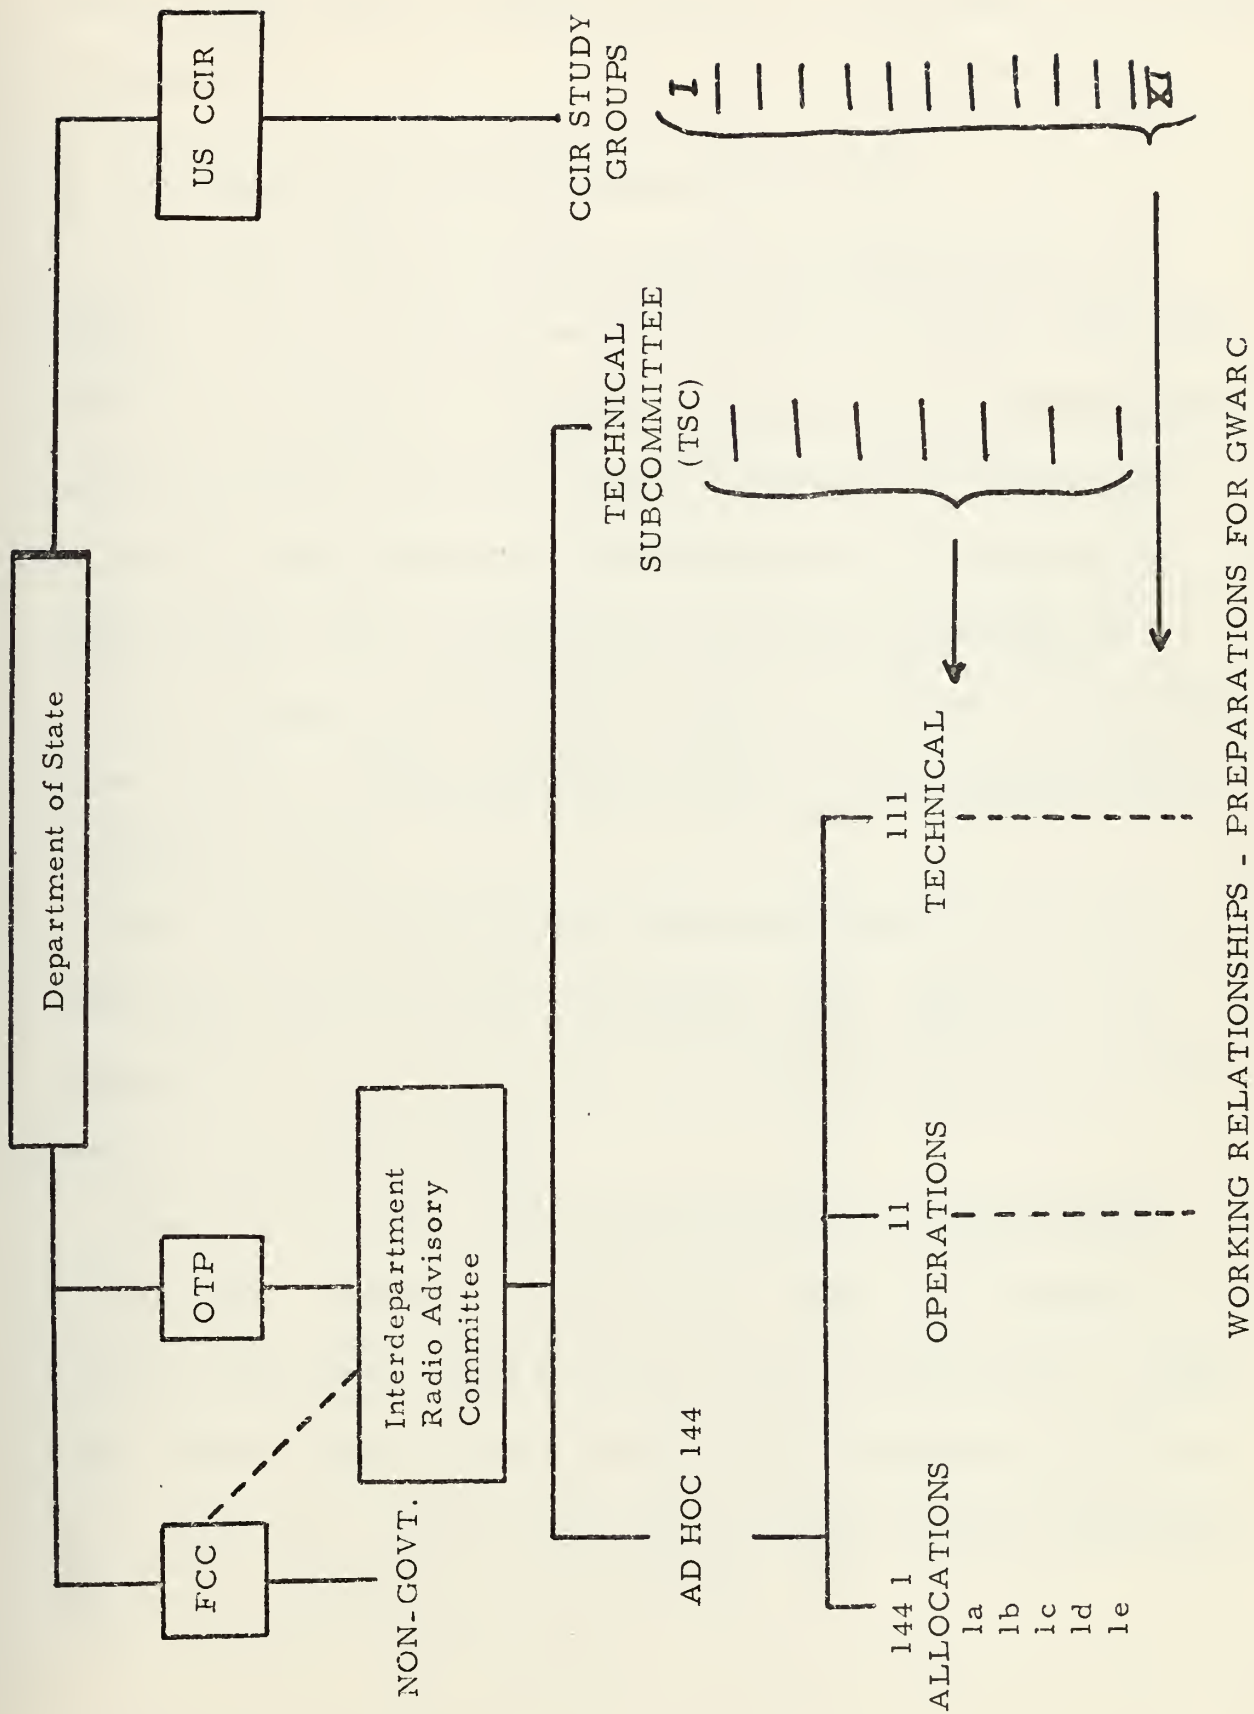 Department of State
FCC
OTP
US CCIR
NON-GOVT.
Interdepartment
Radio Advisory
Committee
CCIR STUDY
GROUPS
I
XI
TECHNICAL
SUBCOMMITTEE
(TSC)
AD HOC 144
144 1
ALLOCATIONS
1a
1b
1c
1d
1e
11
OPERATIONS
111
TECHNICAL
WORKING RELATIONSHIPS - PREPARATIONS FOR GWARC